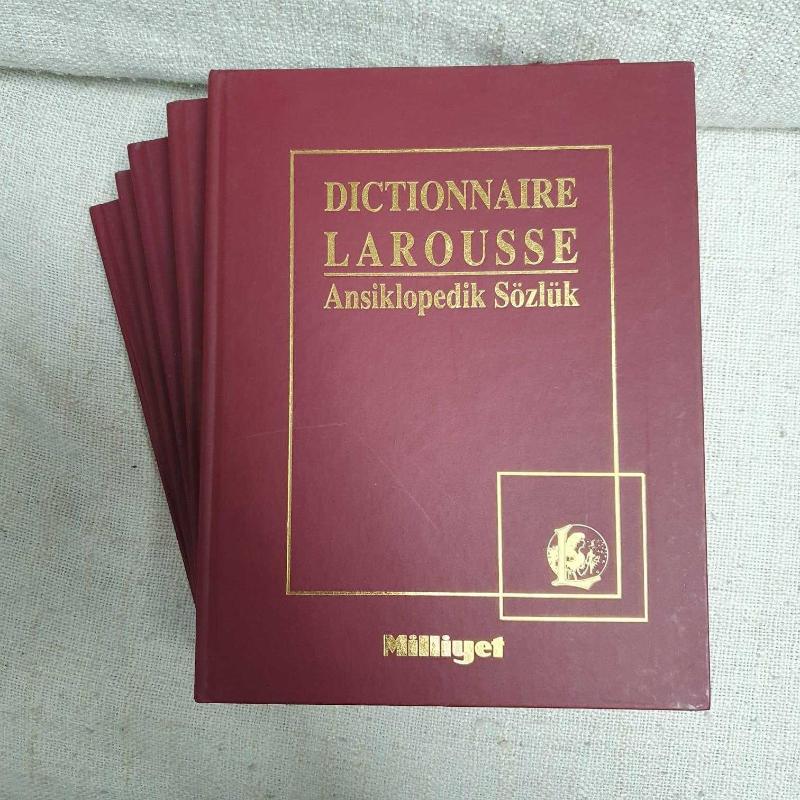 DICTIONNAIRE
LAROUSSE
Ansiklopedik Sözlük
L
Milliyet